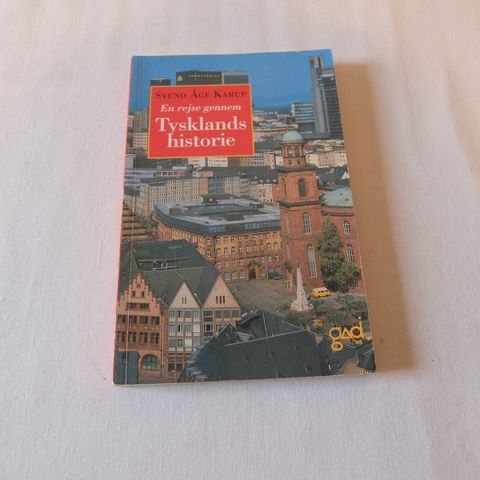 SVEND ÅGE KARUP
En rejse gennem
Tysklands
historie
gad